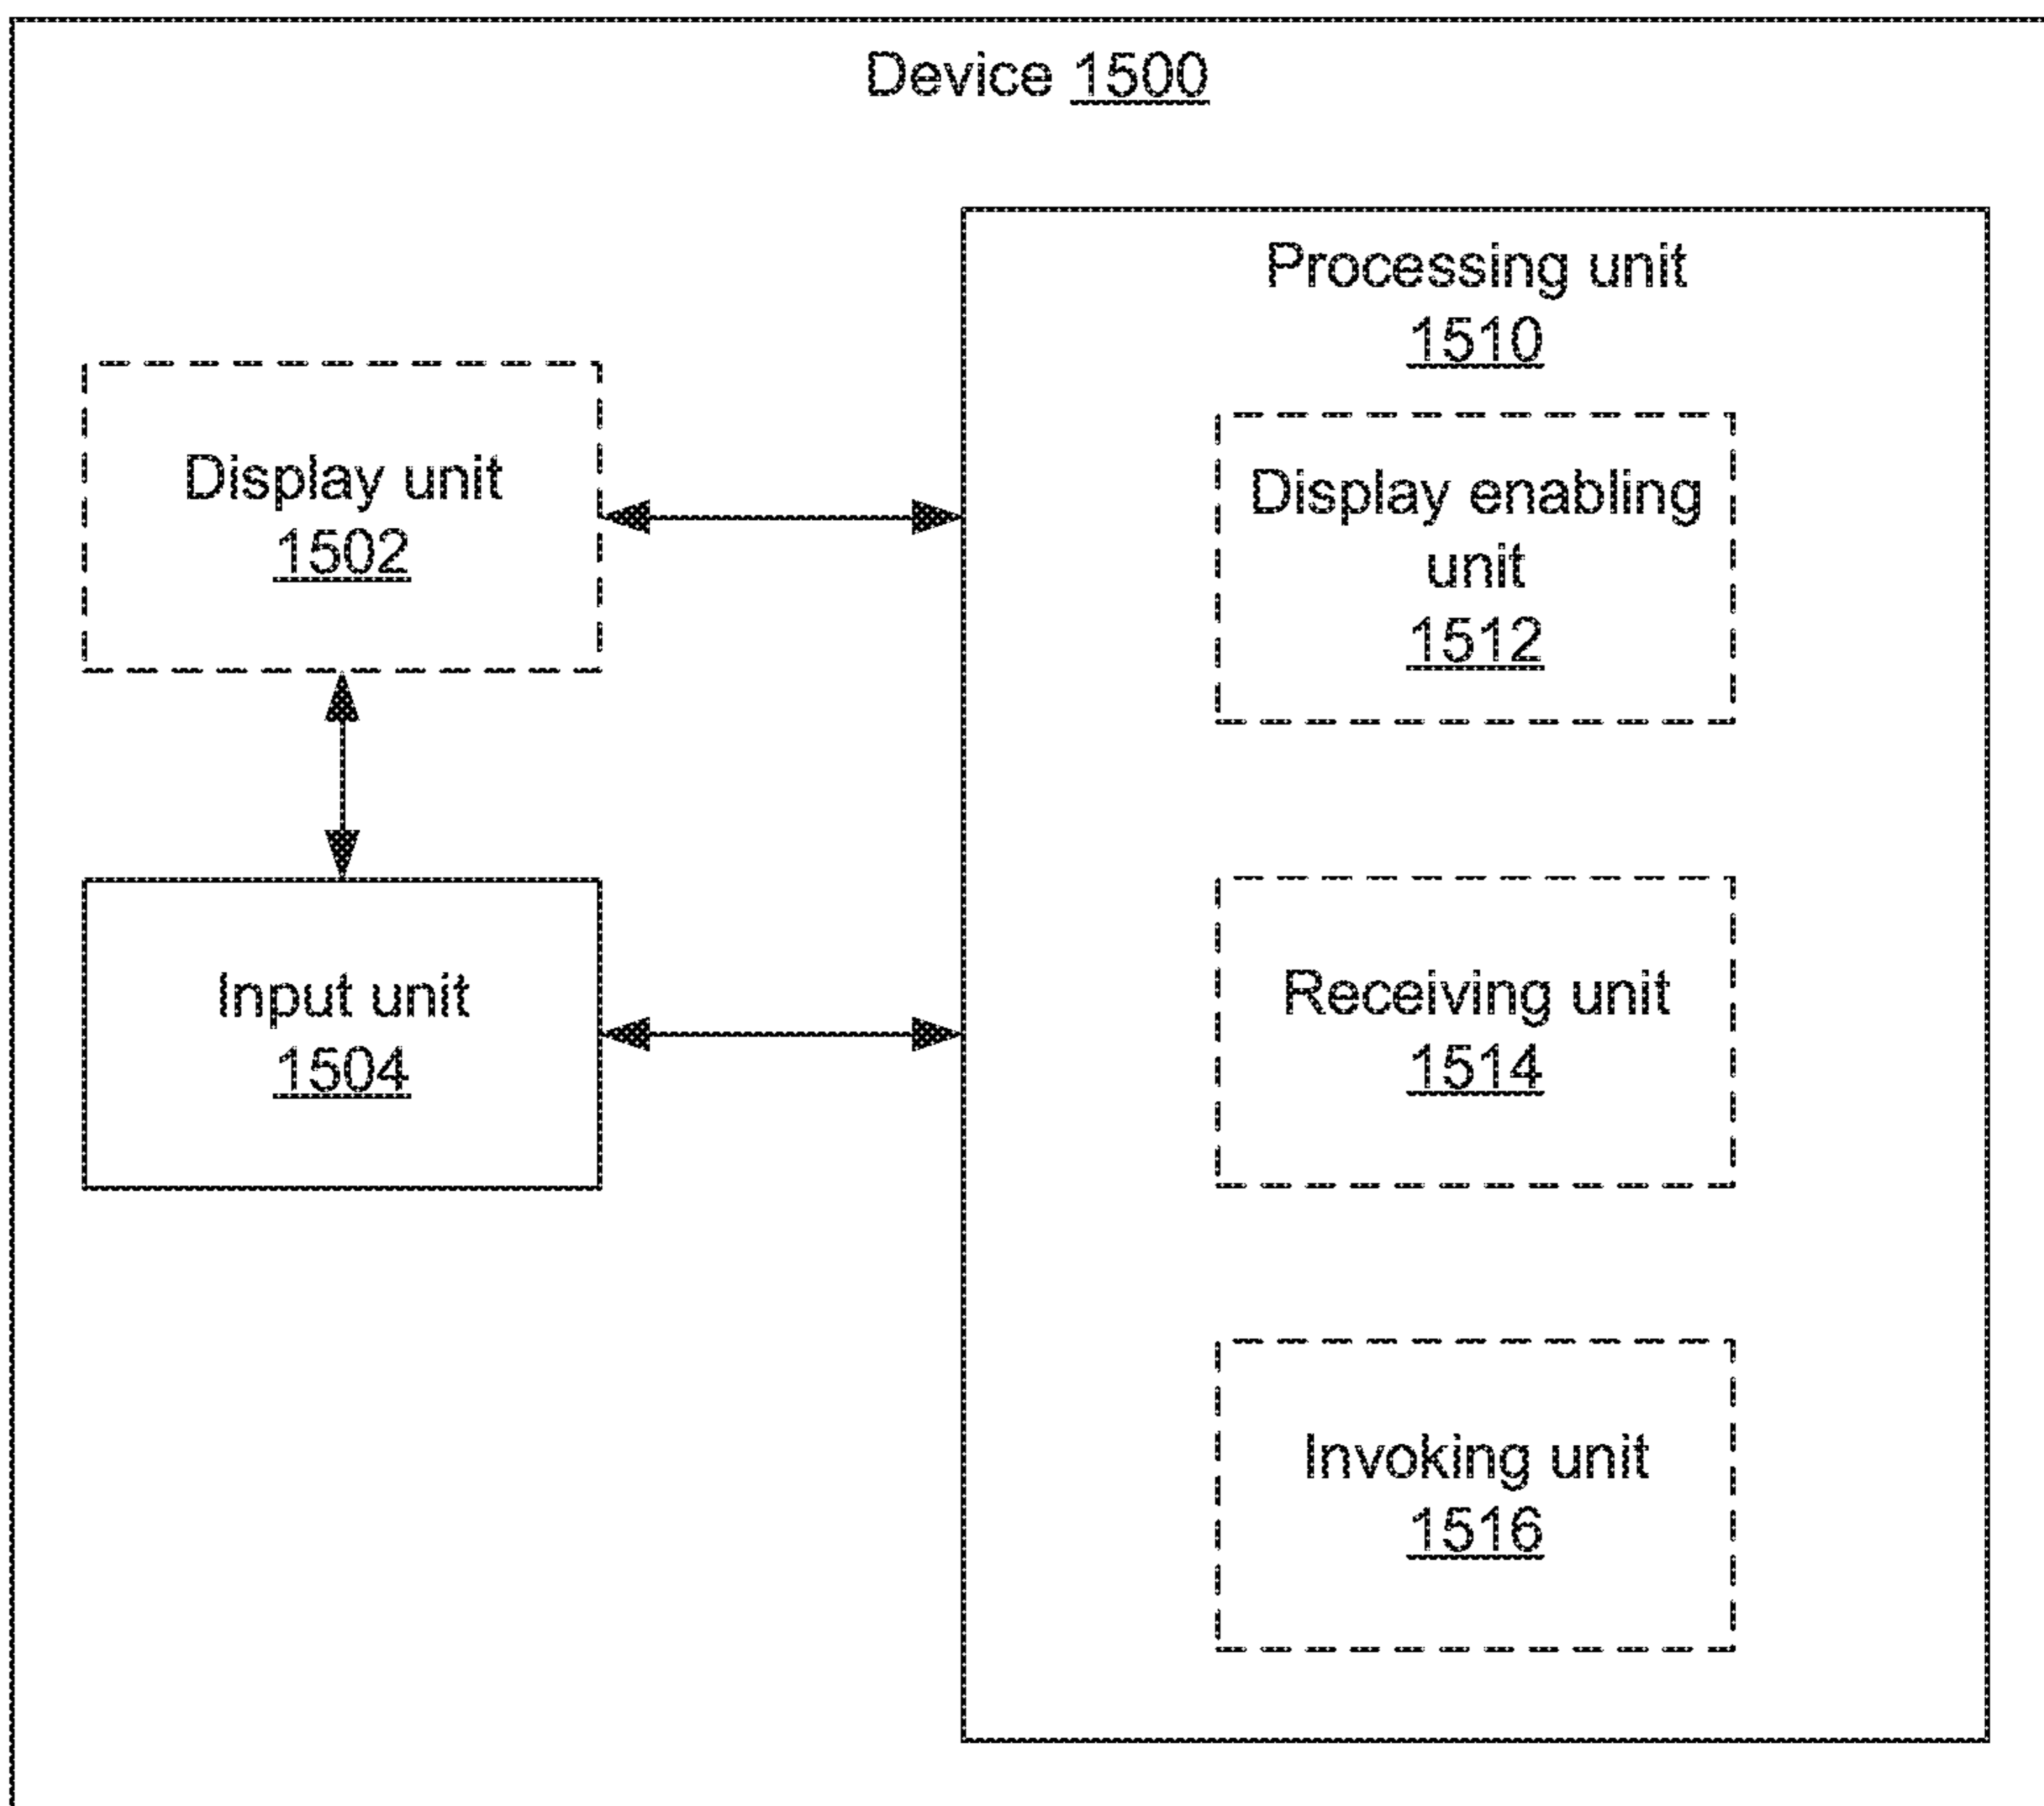 Device 1500
Processing unit
1510
Display unit
1502
Display enabling
unit
1512
Input unit
1504
Receiving unit
1514
Invoking unit
1516